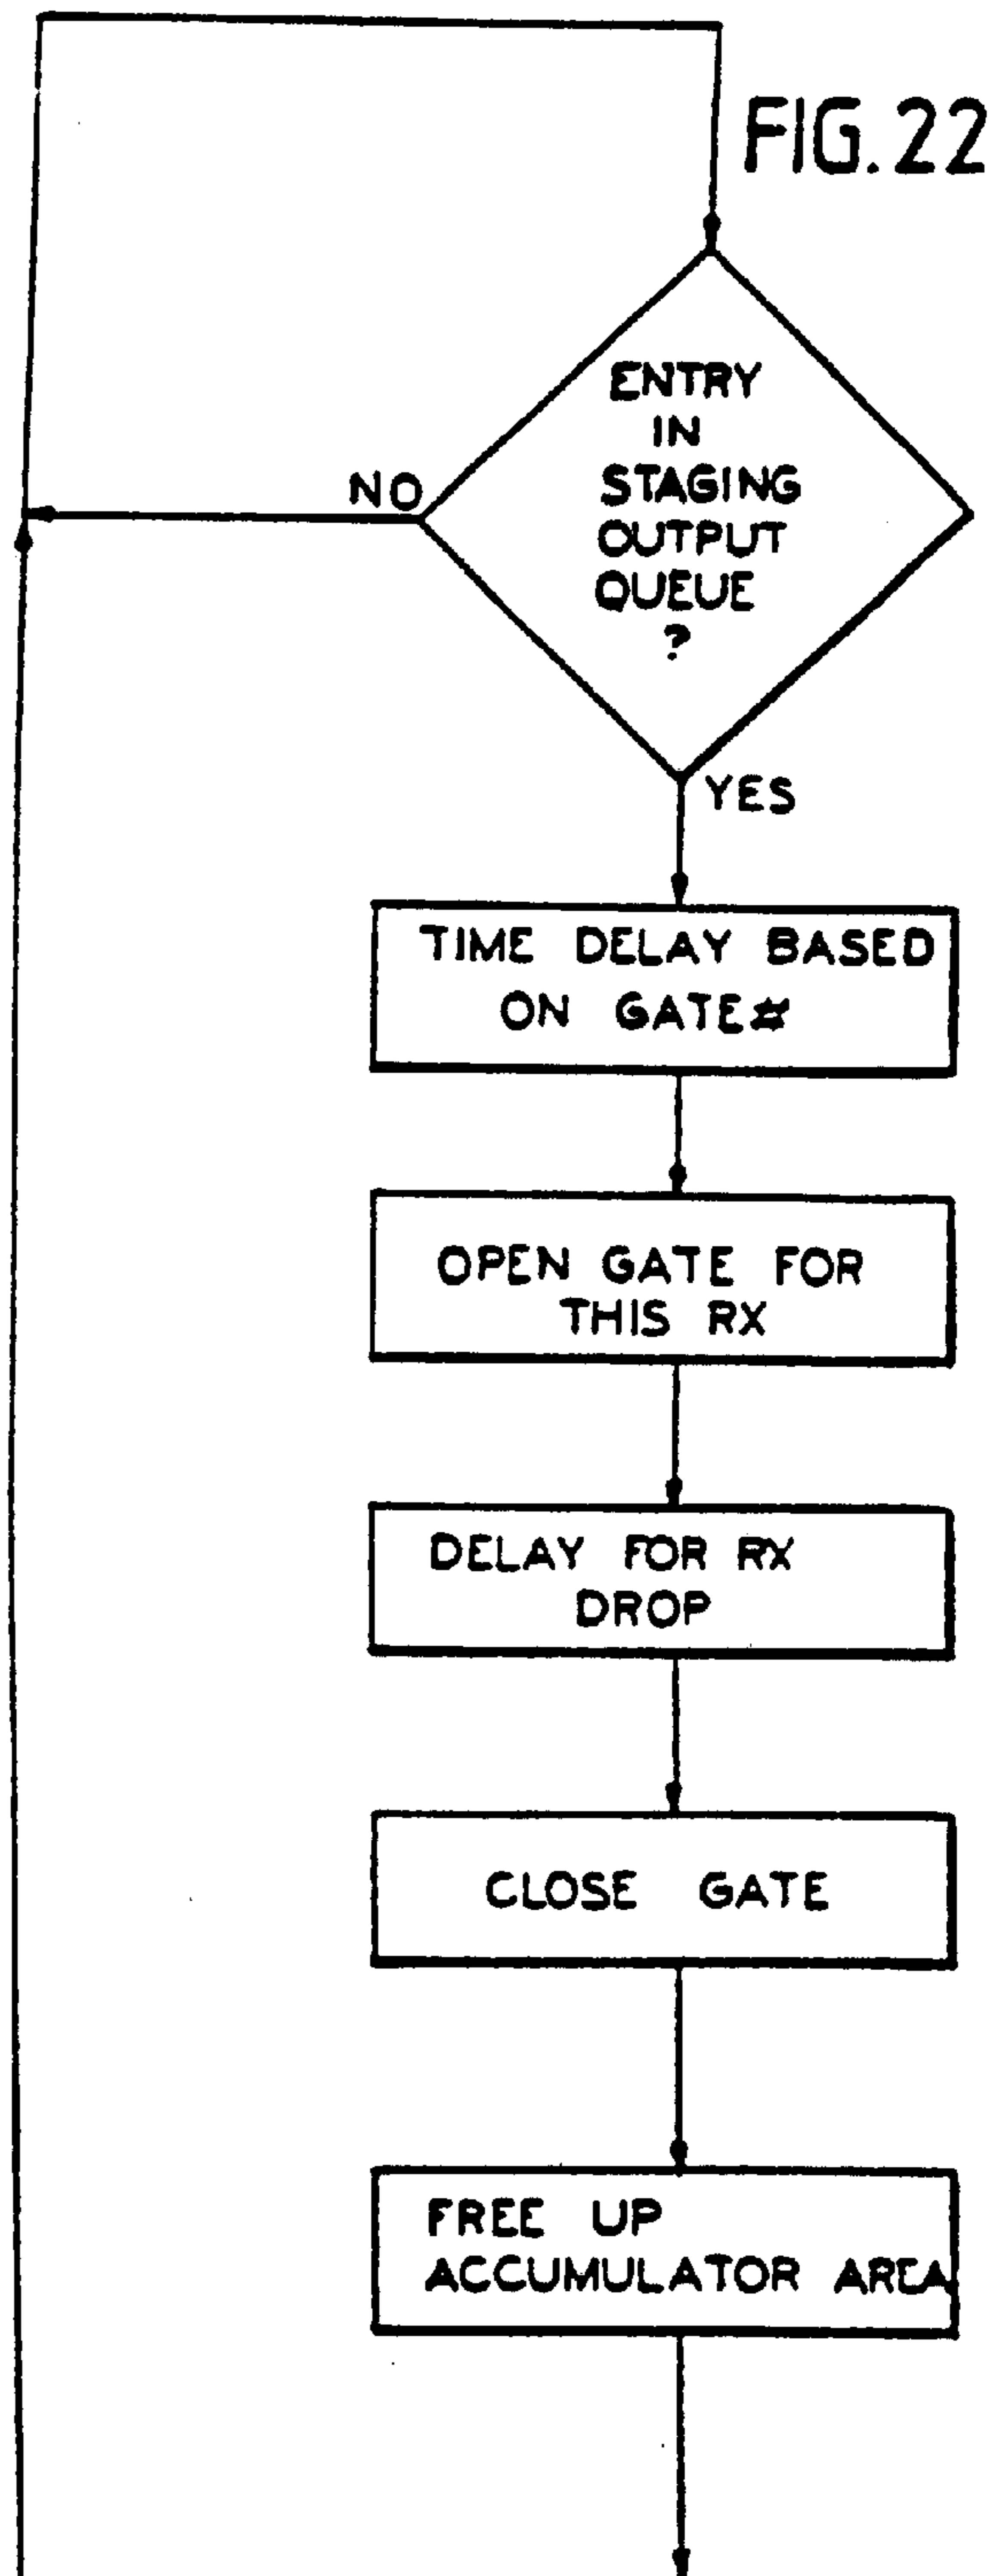 FIG. 22
ENTRY
IN
STAGING
OUTPUT
QUEUE
?
NO
YES
TIME DELAY BASED
ON GATE#
OPEN GATE FOR
THIS RX
DELAY FOR RX
DROP
CLOSE GATE
FREE UP
ACCUMULATOR AREA